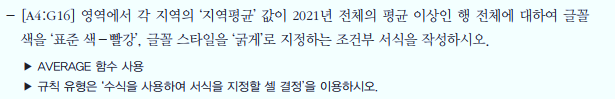 – [A4:G16] 영역에서 각 지역의 ‘지역평균’ 값이 2021년 전체의 평균 이상인 행 전체에 대하여 글꼴
색을 ‘표준 색 – 빨강’, 글꼴 스타일을 ‘굵게’로 지정하는 조건부 서식을 작성하시오.
▶ AVERAGE 함수 사용
▶ 규칙 유형은 ‘수식을 사용하여 서식을 지정할 셀 결정’을 이용하시오.